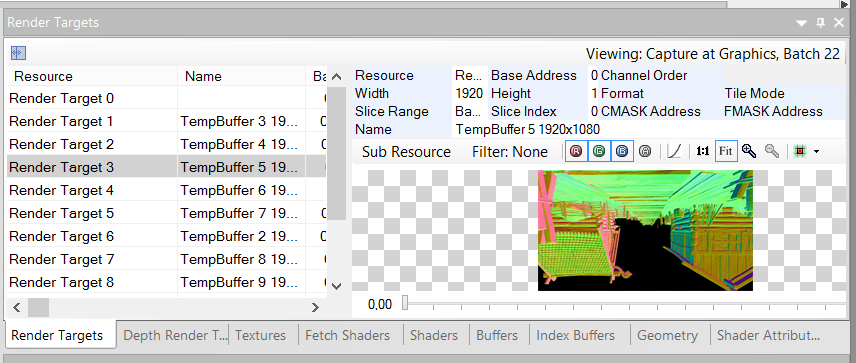 Render Targets
Viewing: Capture at Graphics, Batch 22
Resource Name Ba
Render Target 0
Render Target 1 TempBuffer 3 19...
Render Target 2 TempBuffer 4 19...
Render Target 3 TempBuffer 5 19...
Render Target 4 TempBuffer 6 19...
Render Target 5 TempBuffer 7 19...
Render Target 6 TempBuffer 2 19...
Render Target 7 TempBuffer 8 19...
Render Target 8 TempBuffer 9 19...
Resource Re... Base Address 0 Channel Order
Width 1920 Height 1 Format Tile Mode
Slice Range Ba... Slice Index 0 CMASK Address FMASK Address
Name TempBuffer 5 1920x1080
Sub Resource Filter: None R G B A 1:1 Fit
0,00
Render Targets Depth Render T... Textures Fetch Shaders Shaders Buffers Index Buffers Geometry Shader Attribut...